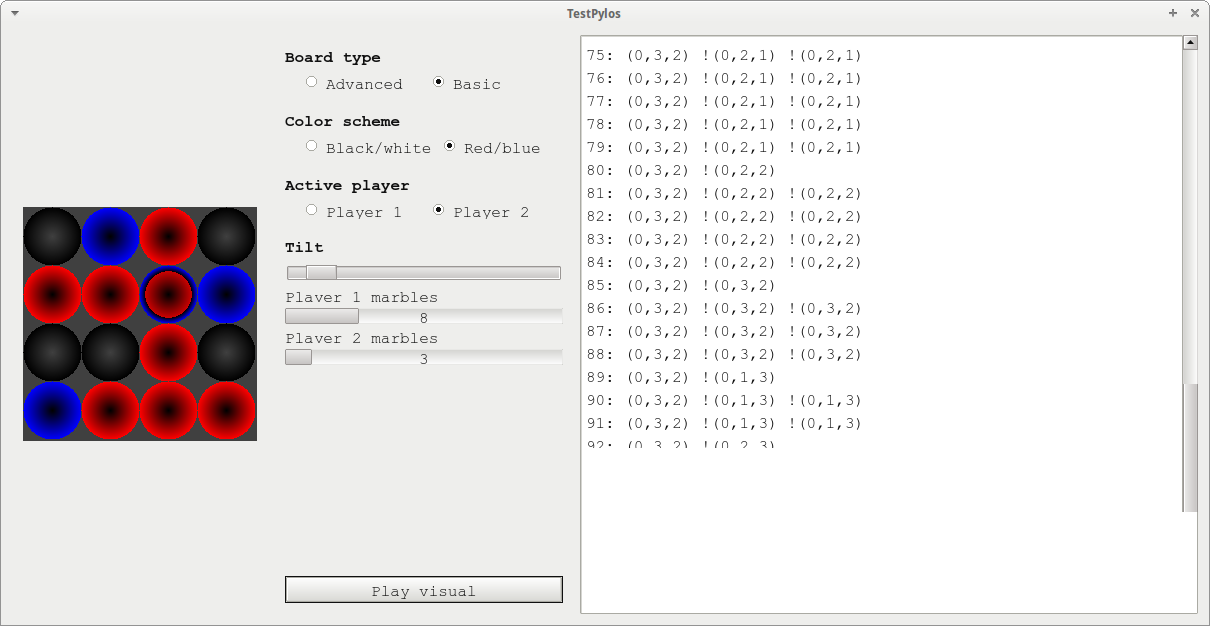 TestPylos
Board type
Advanced Basic
Color scheme
Black/white Red/blue
Active player
Player 1 Player 2
Tilt
Player 1 marbles
8
Player 2 marbles
3
Play visual
75: (0,3,2) !(0,2,1) !(0,2,1)
76: (0,3,2) !(0,2,1) !(0,2,1)
77: (0,3,2) !(0,2,1) !(0,2,1)
78: (0,3,2) !(0,2,1) !(0,2,1)
79: (0,3,2) !(0,2,1) !(0,2,1)
80: (0,3,2) !(0,2,2)
81: (0,3,2) !(0,2,2) !(0,2,2)
82: (0,3,2) !(0,2,2) !(0,2,2)
83: (0,3,2) !(0,2,2) !(0,2,2)
84: (0,3,2) !(0,2,2) !(0,2,2)
85: (0,3,2) !(0,3,2)
86: (0,3,2) !(0,3,2) !(0,3,2)
87: (0,3,2) !(0,3,2) !(0,3,2)
88: (0,3,2) !(0,3,2) !(0,3,2)
89: (0,3,2) !(0,1,3)
90: (0,3,2) !(0,1,3) !(0,1,3)
91: (0,3,2) !(0,1,3) !(0,1,3)
92: (0,3,2) !(0,2,3)